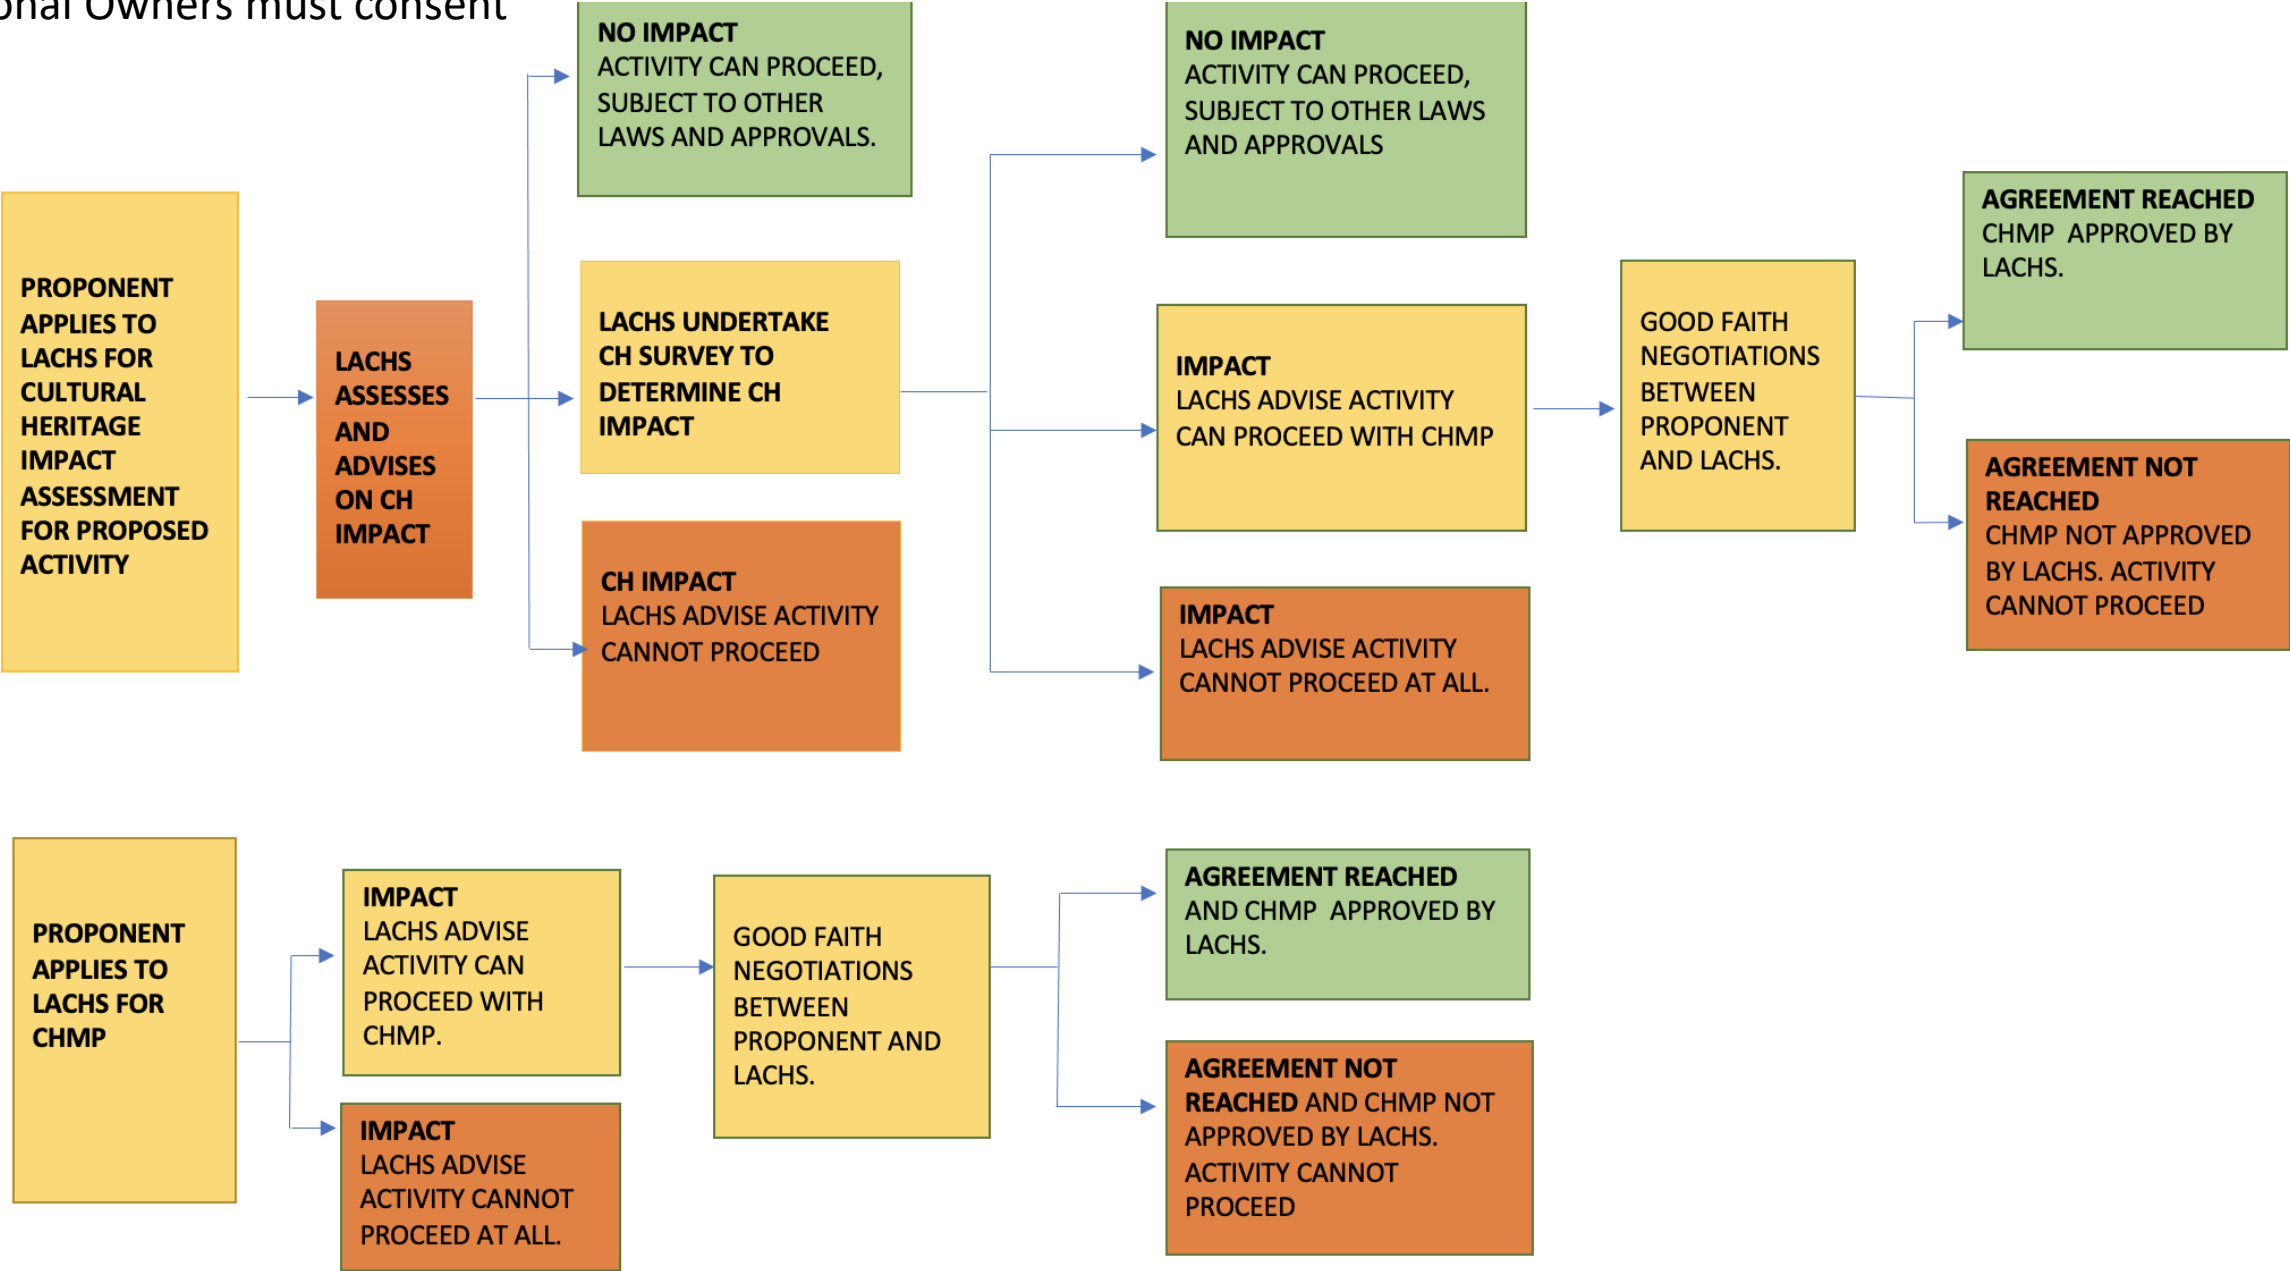 Owners must consent
NO IMPACT
ACTIVITY CAN PROCEED,
SUBJECT TO OTHER
LAWS AND APPROVALS.
NO IMPACT
ACTIVITY CAN PROCEED,
SUBJECT TO OTHER LAWS
AND APPROVALS
PROPONENT
APPLIES TO
LACHS FOR
CULTURAL
HERITAGE
IMPACT
ASSESSMENT
FOR PROPOSED
ACTIVITY
LACHS
ASSESSES
AND
ADVISES
ON CH
IMPACT
LACHS UNDERTAKE
CH SURVEY TO
DETERMINE CH
IMPACT
CH IMPACT
LACHS ADVISE ACTIVITY
CANNOT PROCEED
IMPACT
LACHS ADVISE ACTIVITY
CAN PROCEED WITH CHMP
IMPACT
LACHS ADVISE ACTIVITY
CANNOT PROCEED AT ALL.
GOOD FAITH
NEGOTIATIONS
BETWEEN
PROPONENT
AND LACHS.
AGREEMENT REACHED
CHMP APPROVED BY
LACHS.
AGREEMENT NOT
REACHED
CHMP NOT APPROVED
BY LACHS. ACTIVITY
CANNOT PROCEED
PROPONENT
APPLIES TO
LACHS FOR
CHMP
IMPACT
LACHS ADVISE
ACTIVITY CAN
PROCEED WITH
CHMP.
IMPACT
LACHS ADVISE
ACTIVITY CANNOT
PROCEED AT ALL.
GOOD FAITH
NEGOTIATIONS
BETWEEN
PROPONENT AND
LACHS.
AGREEMENT REACHED
AND CHMP APPROVED BY
LACHS.
AGREEMENT NOT
REACHED AND CHMP NOT
APPROVED BY LACHS.
ACTIVITY CANNOT
PROCEED